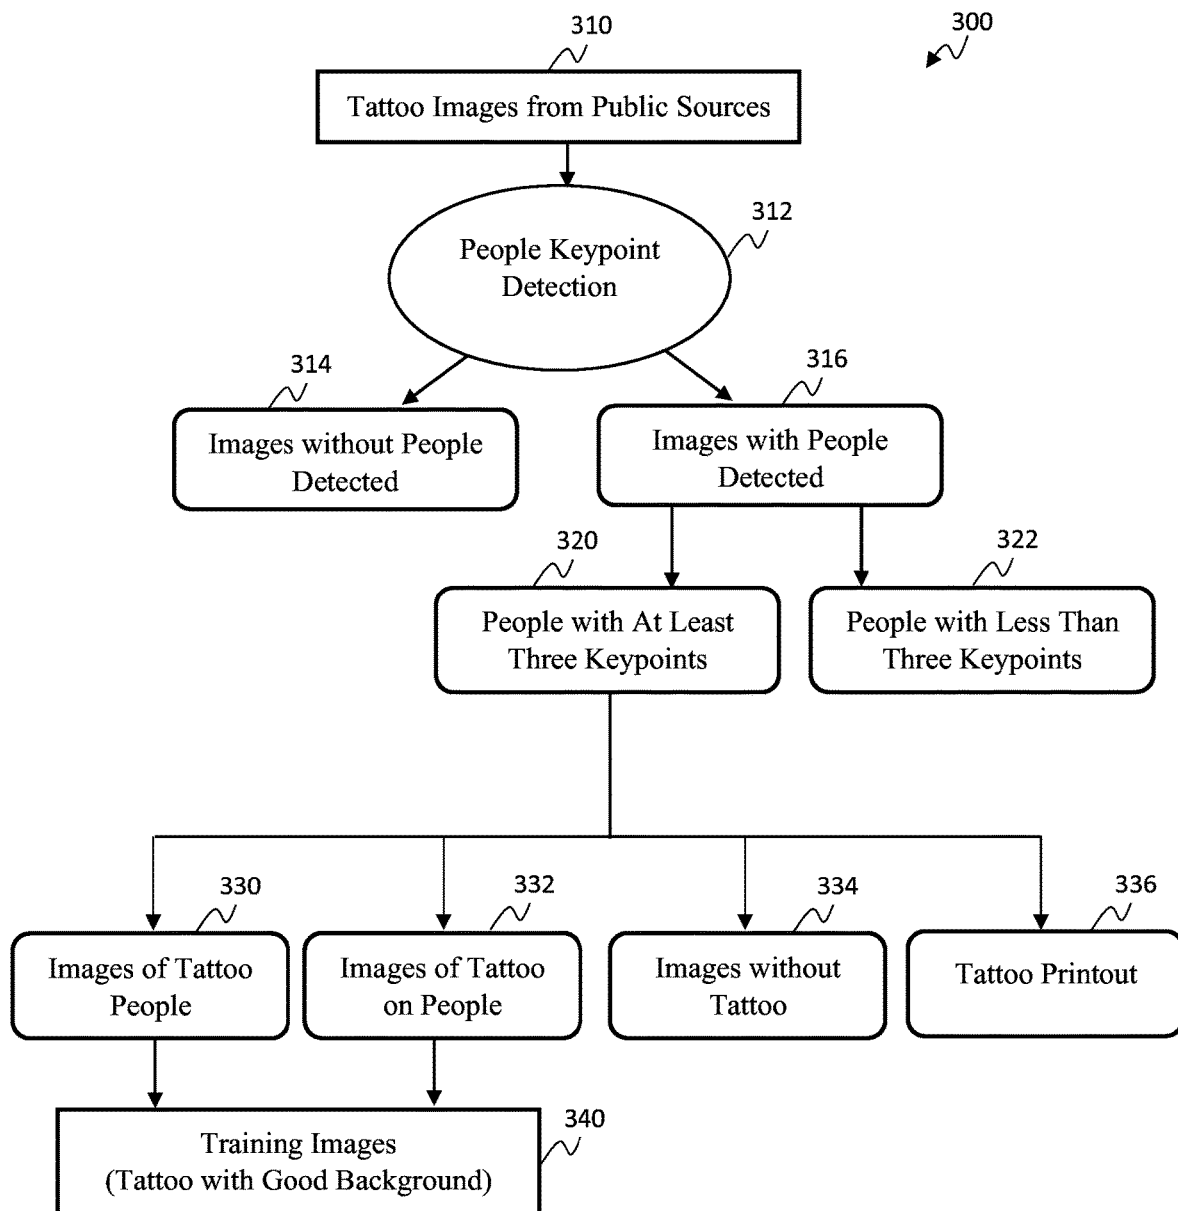 310
300
Tattoo Images from Public Sources
312
People Keypoint
Detection
314
316
Images without People
Detected
Images with People
Detected
320
322
People with At Least
Three Keypoints
People with Less Than
Three Keypoints
330
332
334
336
Images of Tattoo
People
Images of Tattoo
on People
Images without
Tattoo
Tattoo Printout
340
Training Images
(Tattoo with Good Background)